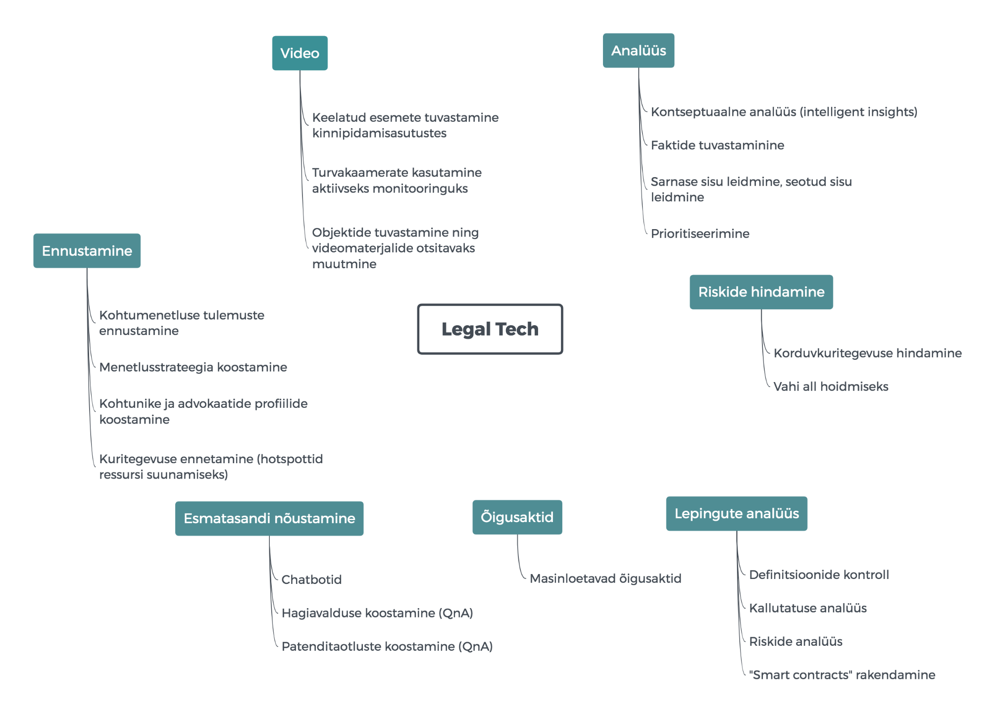 Video
Keelatud esemete tuvastamine
kinnipidamisasutustes
Turvakaamerate kasutamine
aktiivseks monitooringuks
Objektide tuvastamine ning
videomaterjalide otsitavaks
muutmine
Analüüs
Kontseptuaalne analüüs (intelligent insights)
Faktide tuvastaminine
Sarnase sisu leidmine, seotud sisu
leidmine
Prioritiseerimine
Ennustamine
Kohtumenetluse tulemuste
ennustamine
Menetlusstrateegia koostamine
Kohtunike ja advokaatide profiilide
koostamine
Kuritegevuse ennetamine (hotspottid
ressursi suunamiseks)
Legal Tech
Riskide hindamine
Korduvkuritegevuse hindamine
Vahi all hoidmiseks
Esmatasandi nõustamine
Chatbotid
Hagiavalduse koostamine (QnA)
Patenditaotluste koostamine (QnA)
Õigusaktid
Masinloetavad õigusaktid
Lepingute analüüs
Definitsioonide kontroll
Kallutatuse analüüs
Riskide analüüs
"Smart contracts" rakendamine